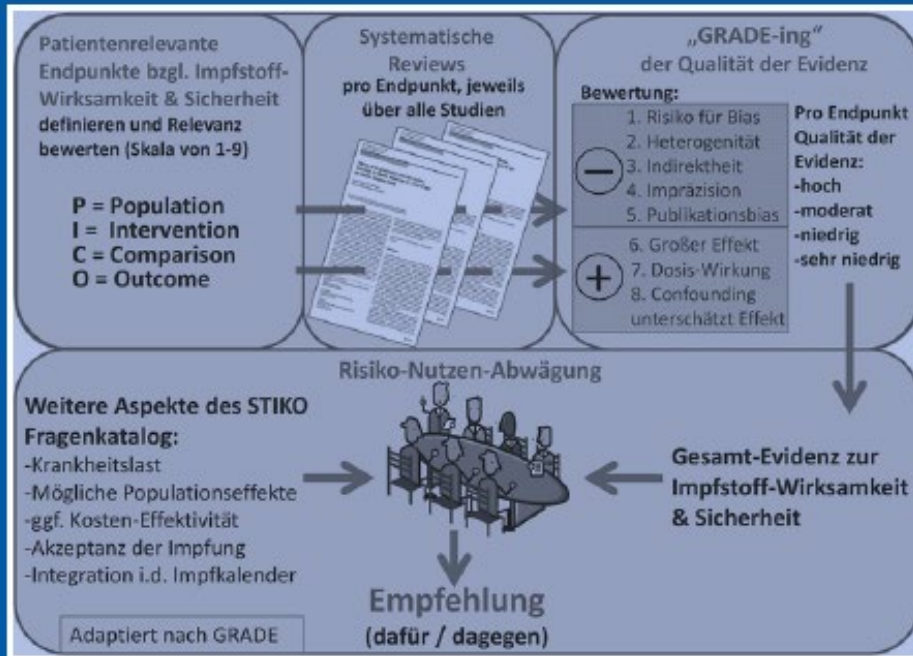 Patientenrelevante
Endpunkte bzgl. Impfstoff-
Wirksamkeit & Sicherheit
definieren und Relevanz
bewerten (Skala von 1-9)
P = Population
I = Intervention
C = Comparison
O = Outcome
Systematische
Reviews
pro Endpunkt, jeweils
über alle Studien
„GRADE-ing“
der Qualität der Evidenz
Bewertung:
1. Risiko für Bias
2. Heterogenität
3. Indirektheit
4. Impräzision
5. Publikationsbias
6. Großer Effekt
7. Dosis-Wirkung
8. Confounding
unterschätzt Effekt
Pro Endpunkt
Qualität der
Evidenz:
-hoch
-moderat
-niedrig
-sehr niedrig
Risiko-Nutzen-Abwägung
Weitere Aspekte des STIKO
Fragenkatalog:
-Krankheitslast
-Mögliche Populationseffekte
-ggf. Kosten-Effektivität
-Akzeptanz der Impfung
-Integration i.d. Impfkalender
Gesamt-Evidenz zur
Impfstoff-Wirksamkeit
& Sicherheit
Empfehlung
(dafür / dagegen)
Adaptiert nach GRADE